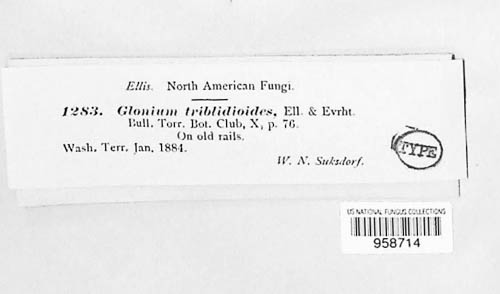 Ellis. North American Fungi.
1283. Glonium triblidioides, Ell. & Evrht.
Bull. Torr. Bot. Club, X, p. 76.
On old rails.
Wash. Terr. Jan. 1884.
W. N. Suksdorf.
TYPE
US NATIONAL FUNGUS COLLECTIONS
958714